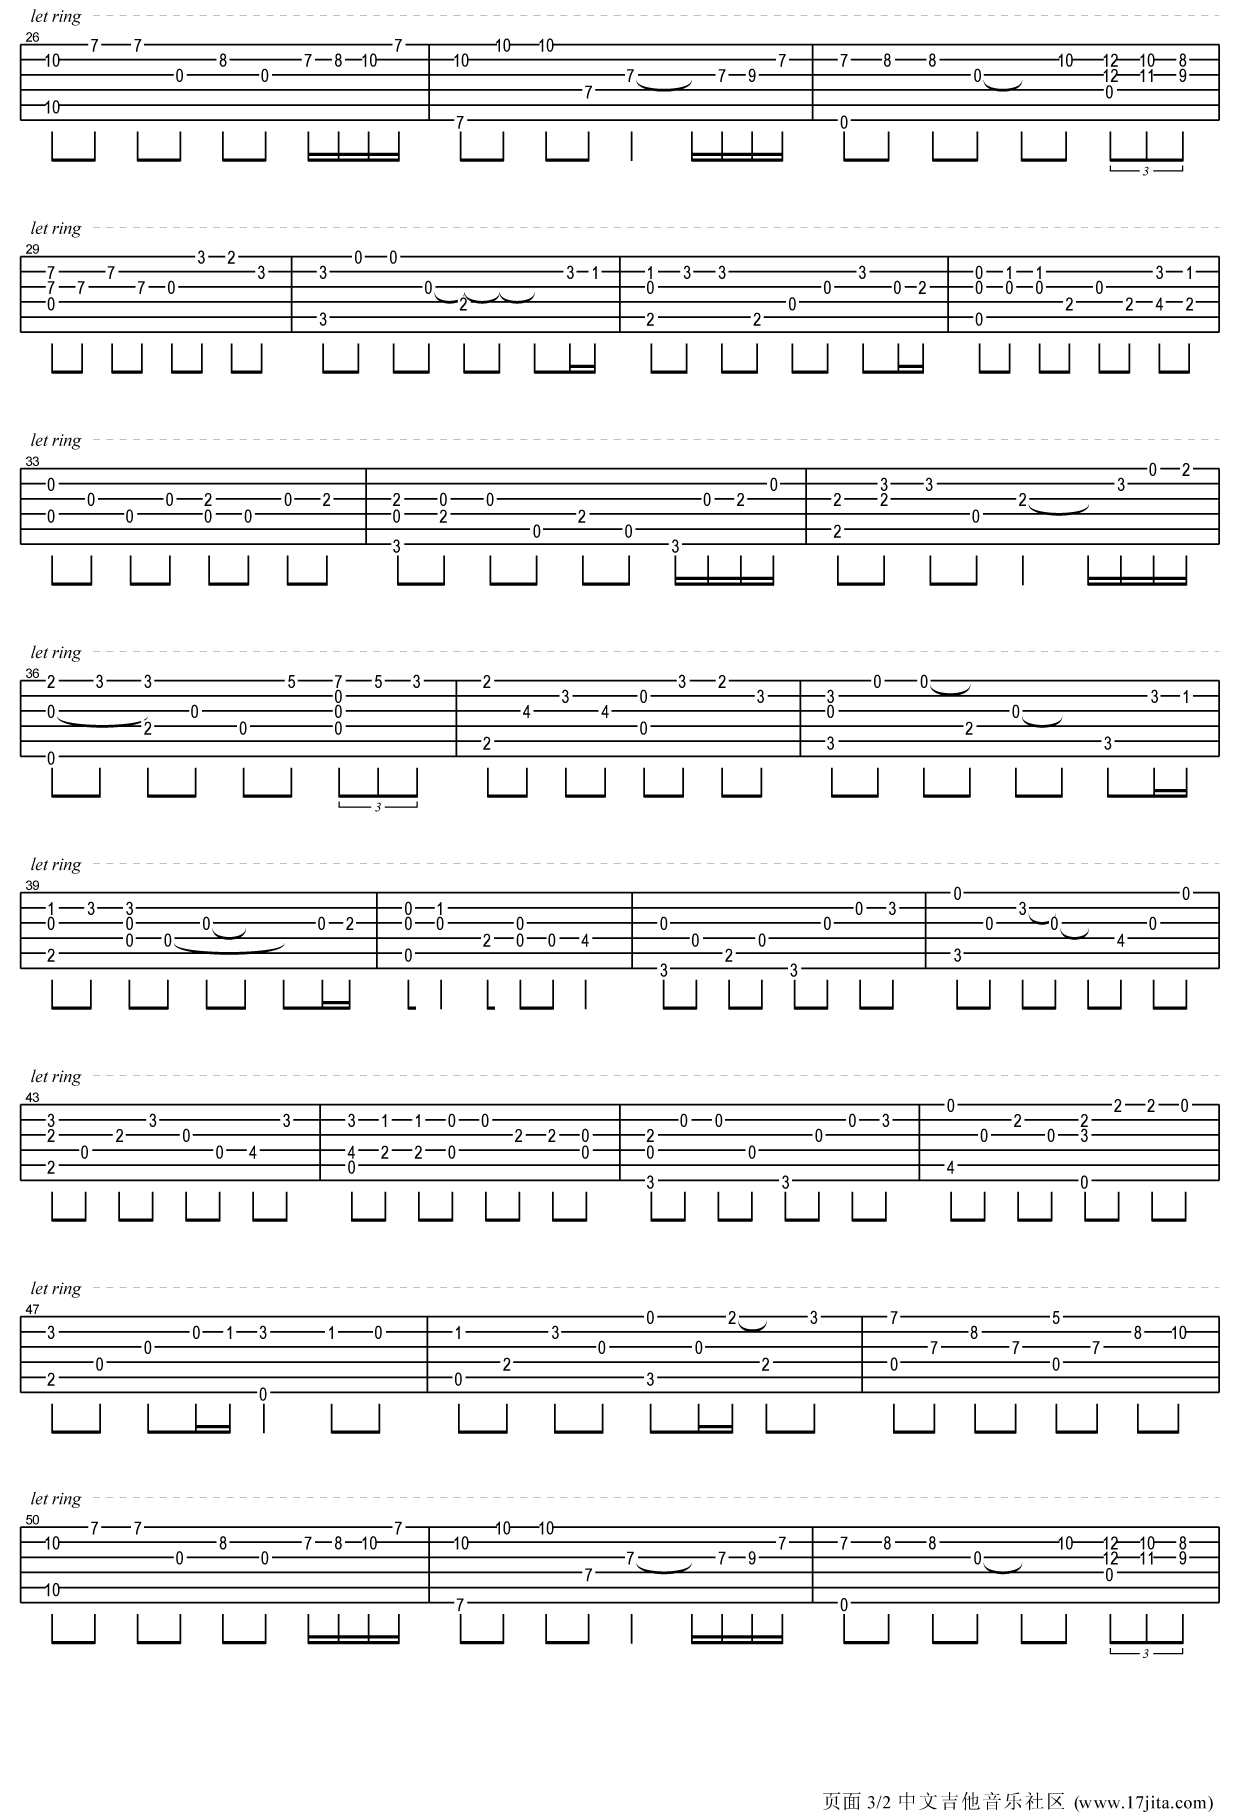 let ring
26
10 7 7 0 8 0 7 8 10 7 10 10 10 7 7 7 9 7 7 8 8 0 10 12 10 8
10 7 0 12 11 9 0
3
let ring
29
7 7 0 7 7 7 0 3 2 3 3 3 0 0 0 2 3 1 1 0 2 3 3 2 0 0 3 0 2 0 0 0 1 0 1 0 2 0 2 3 4 1 2
let ring
33
0 0 0 0 0 2 0 0 0 2 2 0 3 0 2 0 0 2 0 3 0 2 0 2 2 3 2 3 0 2 3 0 2
let ring
36
2 0 0 3 3 2 0 0 5 7 0 0 0 5 3 2 2 4 3 4 0 0 3 2 3 3 0 3 0 0 2 0 3 3 1
3
let ring
39
1 0 2 3 3 0 0 0 0 0 2 0 0 0 1 0 2 0 0 0 4 0 3 0 2 0 3 0 0 3 0 3 0 3 0 4 0 0
let ring
43
3 2 2 0 2 3 0 0 4 3 3 4 0 1 2 1 2 0 0 0 2 2 0 0 2 0 3 0 0 0 3 0 0 3 0 4 0 2 0 2 3 0 2 2 0
let ring
47
3 2 0 0 0 1 3 0 1 0 1 0 2 3 0 0 3 0 2 2 3 7 0 7 8 7 5 0 7 8 10
let ring
50
10 7 7 0 8 0 7 8 10 7 10 10 10 7 7 7 9 7 7 8 8 0 10 12 10 8
10 7 0 12 11 9 0
3
页面 3/2 中文吉他音乐社区 (www.17jita.com)